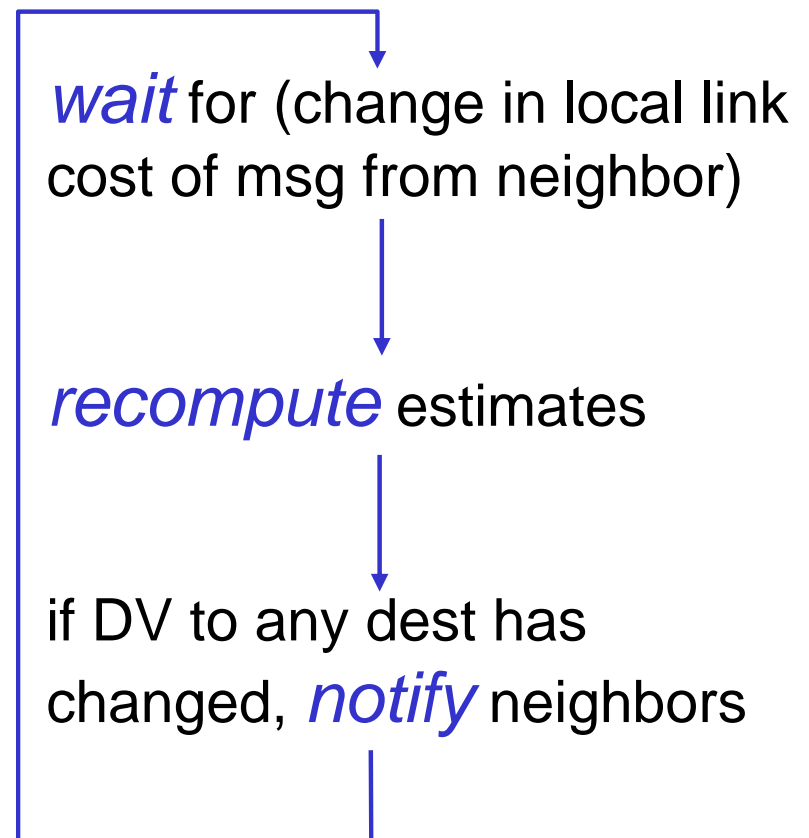 wait for (change in local link
cost of msg from neighbor)
recompute estimates
if DV to any dest has
changed, notify neighbors